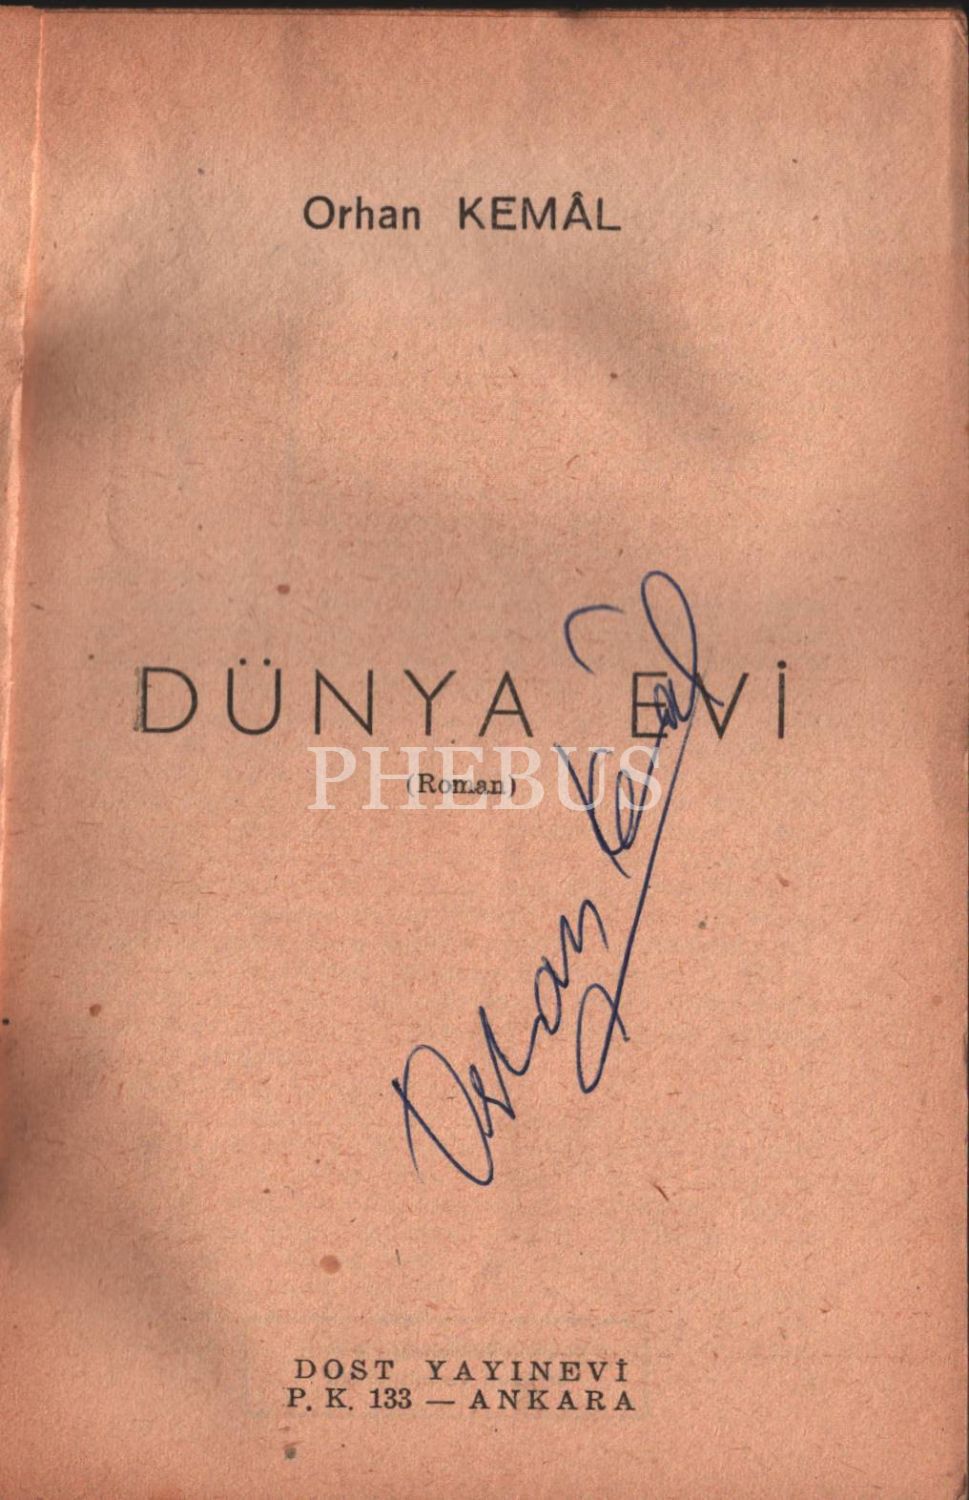 Orhan KEMÂL
DÜNYA EVİ
PHEBUS
(Roman)
Orhan Kemal
DOST YAYINEVİ
P. K. 133 — ANKARA